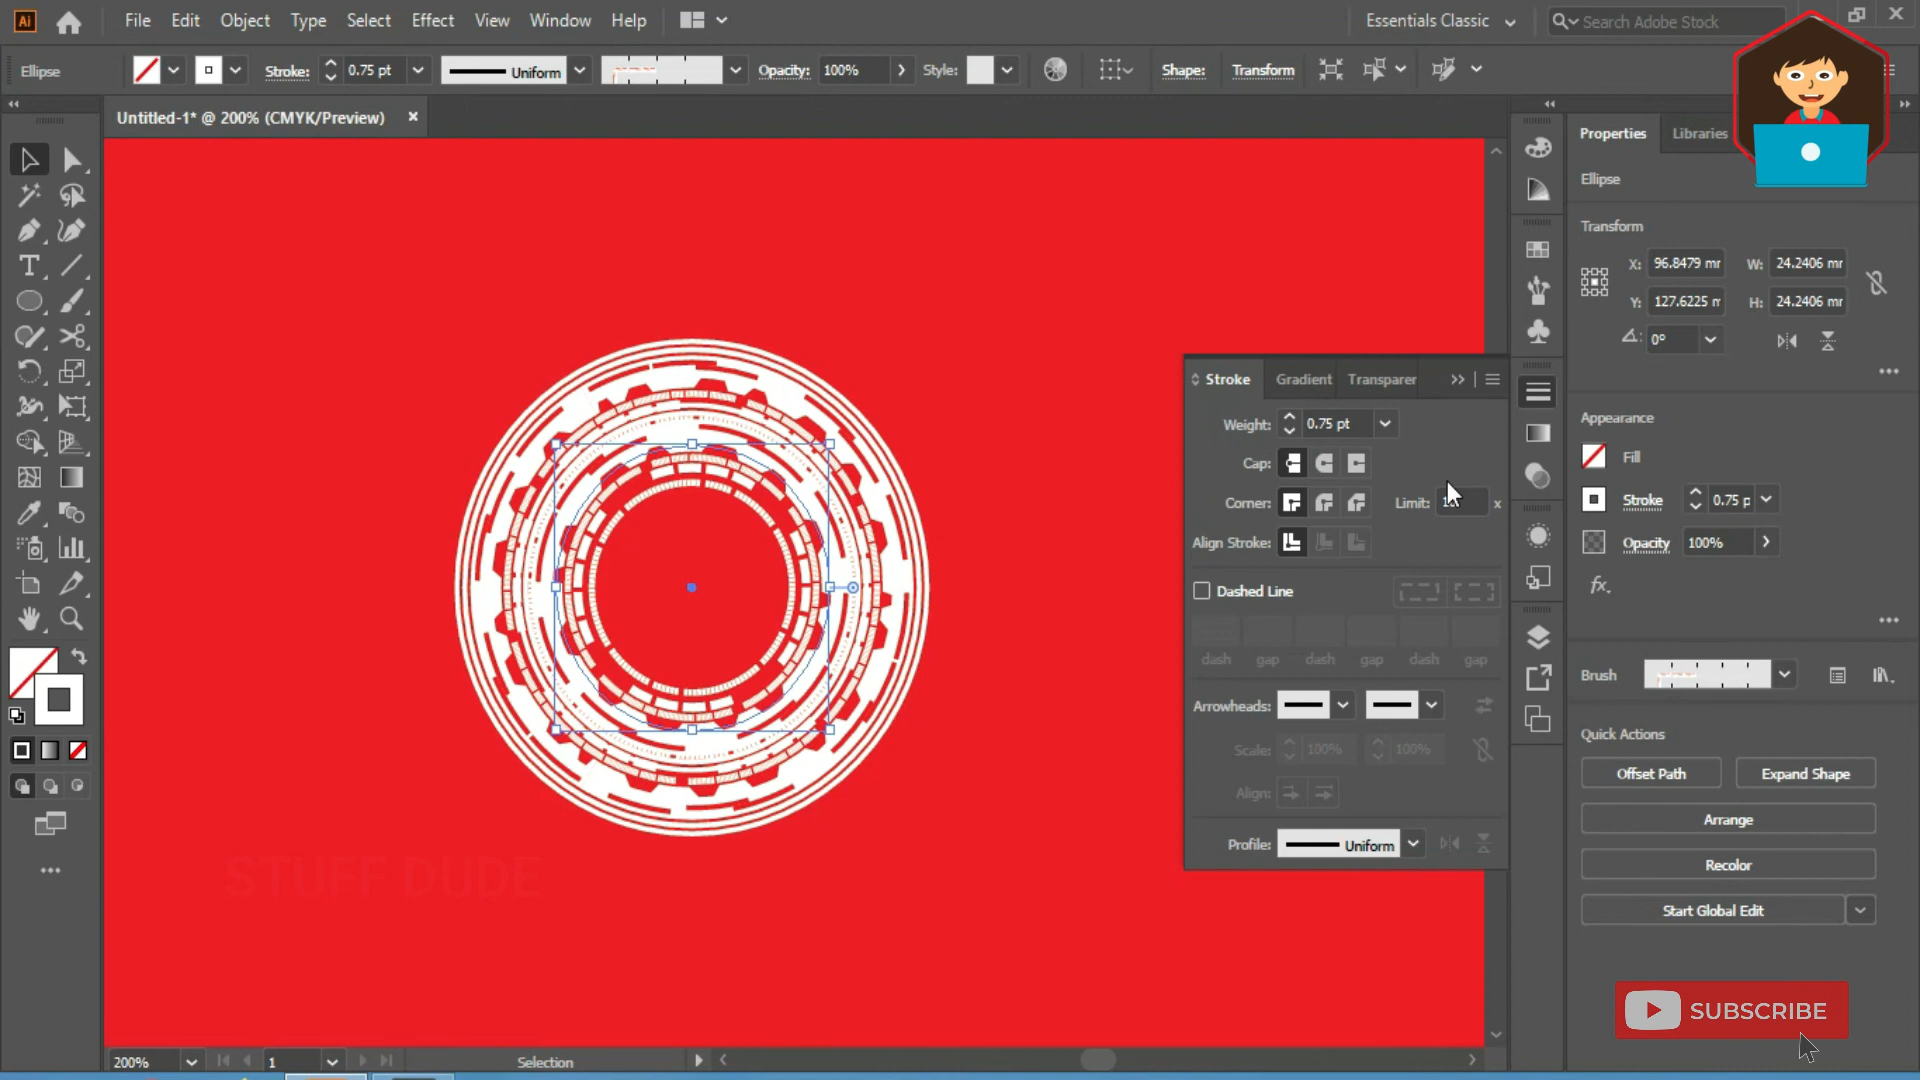 Ai File Edit Object Type Select Effect View Window Help Essentials Classic Search Adobe Stock
Ellipse Stroke: 0.75 pt Uniform Opacity: 100% Style: Shape: Transform
Untitled-1* @ 200% (CMYK/Preview) ×
Properties Libraries
Ellipse
Transform
X: 96.8479 mr W: 24.2406 mr
Y: 127.6225 m H: 24.2406 mr
0°
Stroke Gradient Transparer
Weight: 0.75 pt
Cap:
Corner: Limit: x
Align Stroke:
Dashed Line
dash gap dash gap dash gap
Arrowheads:
Scale: 100% 100%
Align:
Profile: Uniform
Appearance
Fill
Stroke 0.75 p
Opacity 100%
fx.
Brush
Quick Actions
Offset Path Expand Shape
Arrange
Recolor
Start Global Edit
STUFF DUDE
SUBSCRIBE
200% 1 Selection